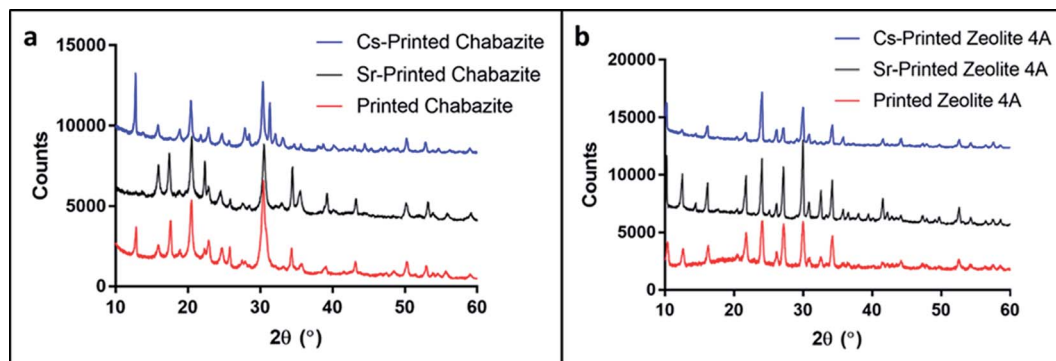 a
15000
10000
5000
0
Counts
Cs-Printed Chabazite
Sr-Printed Chabazite
Printed Chabazite
10 20 30 40 50 60
2θ (°)
b
20000
15000
10000
5000
0
Counts
Cs-Printed Zeolite 4A
Sr-Printed Zeolite 4A
Printed Zeolite 4A
10 20 30 40 50 60
2θ (°)